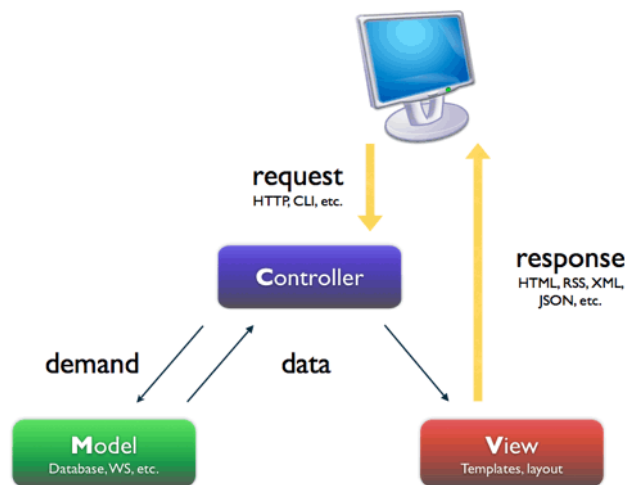 request
HTTP, CLI, etc.
response
HTML, RSS, XML,
JSON, etc.
Controller
demand
data
Model
Database, WS, etc.
View
Templates, layout